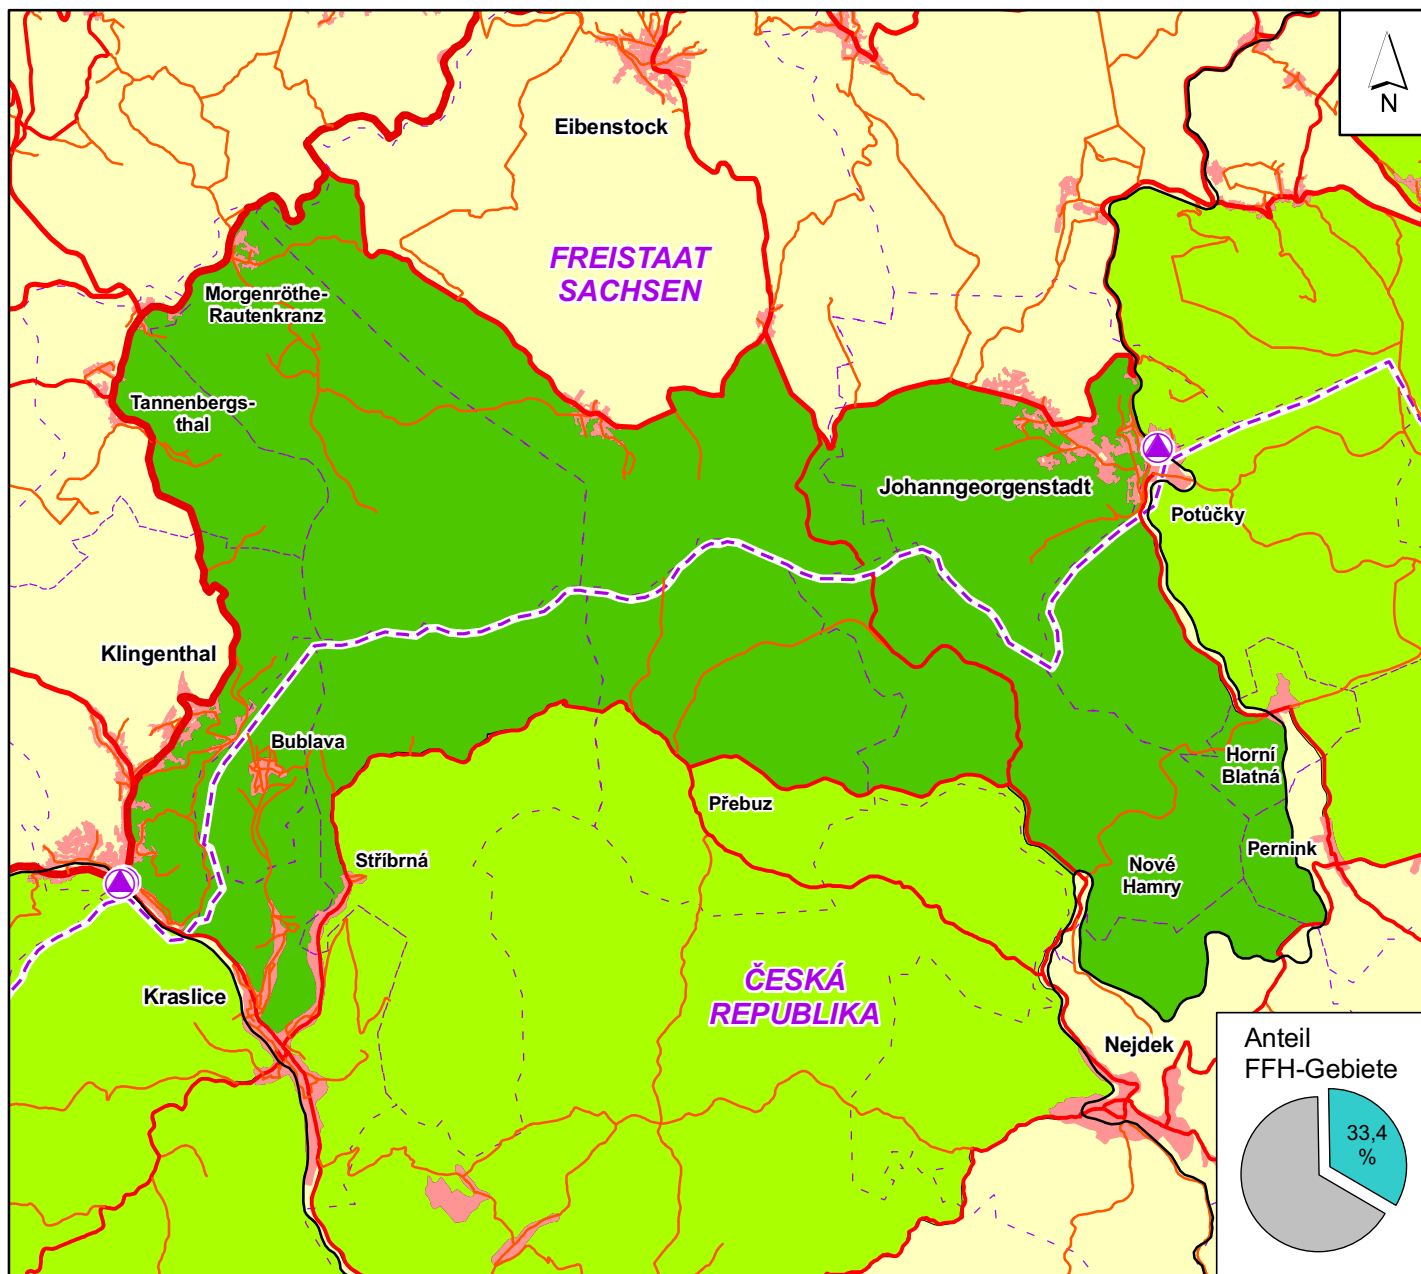 N
Eibenstock
FREISTAAT
SACHSEN
Morgenröthe-
Rautenkranz
Tannenbergs-
thal
Johanngeorgenstadt
Potůčky
Klingenthal
Bublava
Horní
Blatná
Přebuz
Stříbrná
Pernink
Nové
Hamry
ČESKÁ
REPUBLIKA
Kraslice
Nejdek
Anteil
FFH-Gebiete
33,4
%